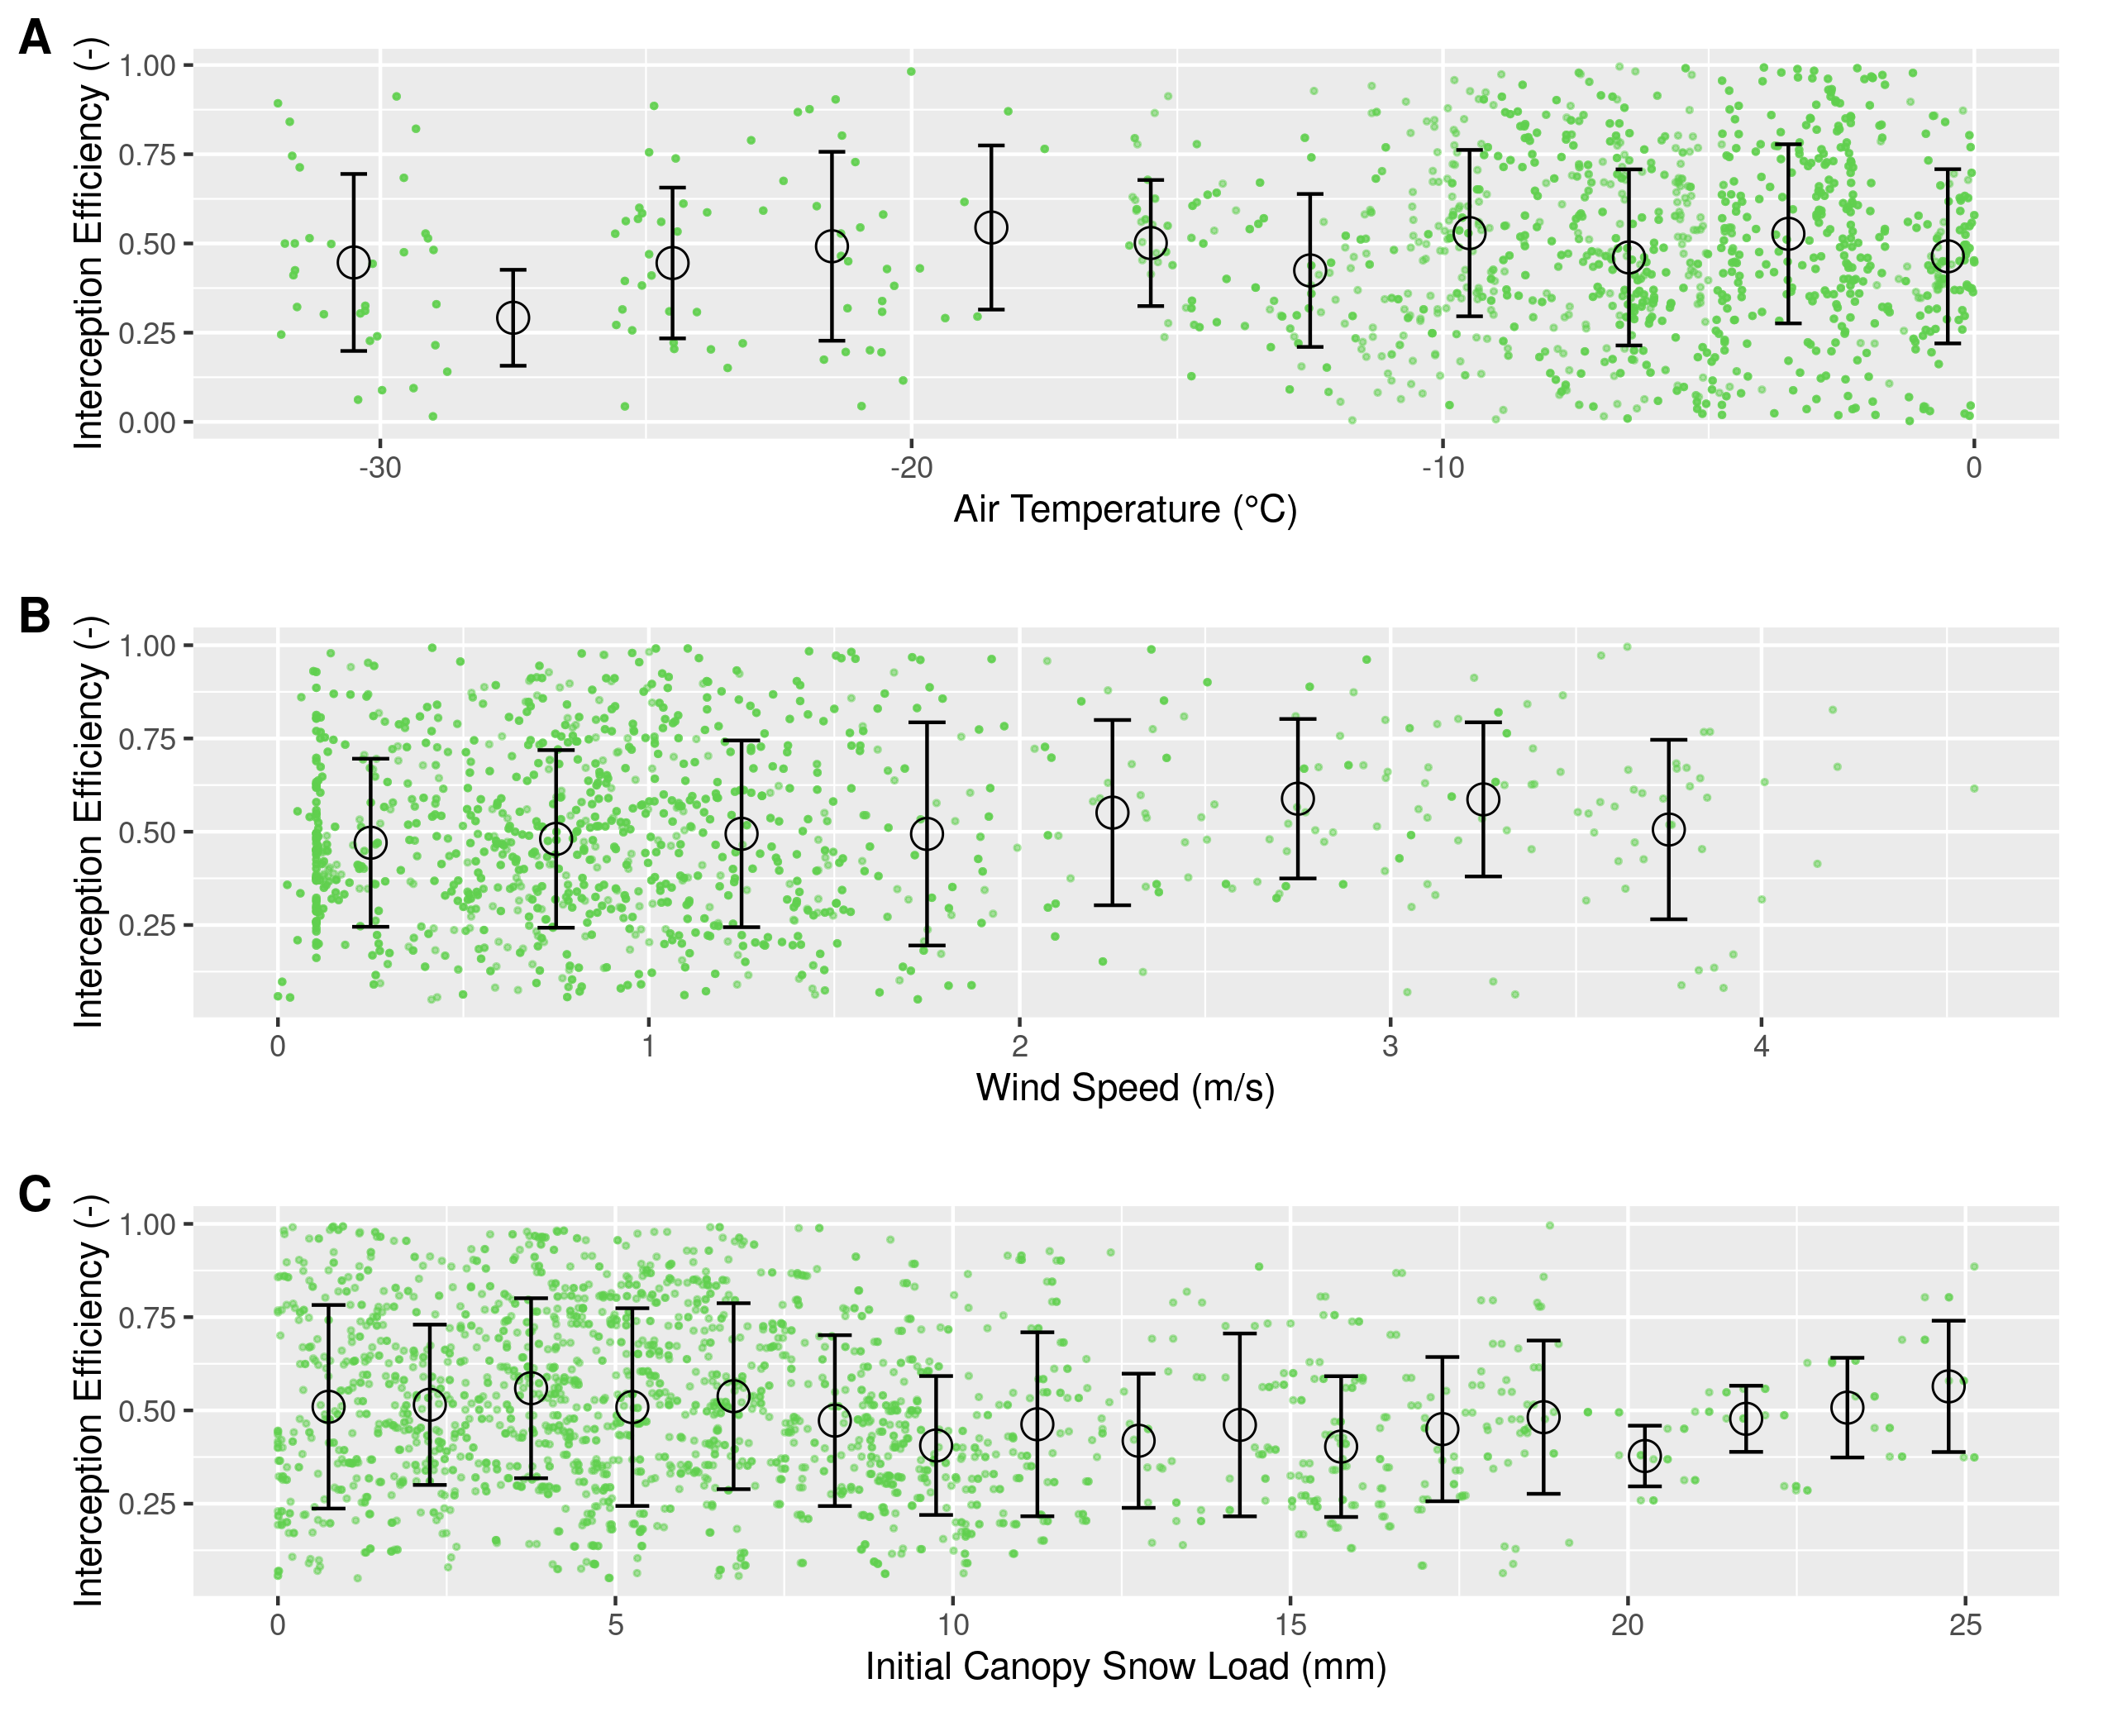 A
Interception Efficiency (-)
1.00
0.75
0.50
0.25
0.00
-30 -20 -10 0
Air Temperature (°C)
B
Interception Efficiency (-)
1.00
0.75
0.50
0.25
0 1 2 3 4
Wind Speed (m/s)
C
Interception Efficiency (-)
1.00
0.75
0.50
0.25
0 5 10 15 20 25
Initial Canopy Snow Load (mm)